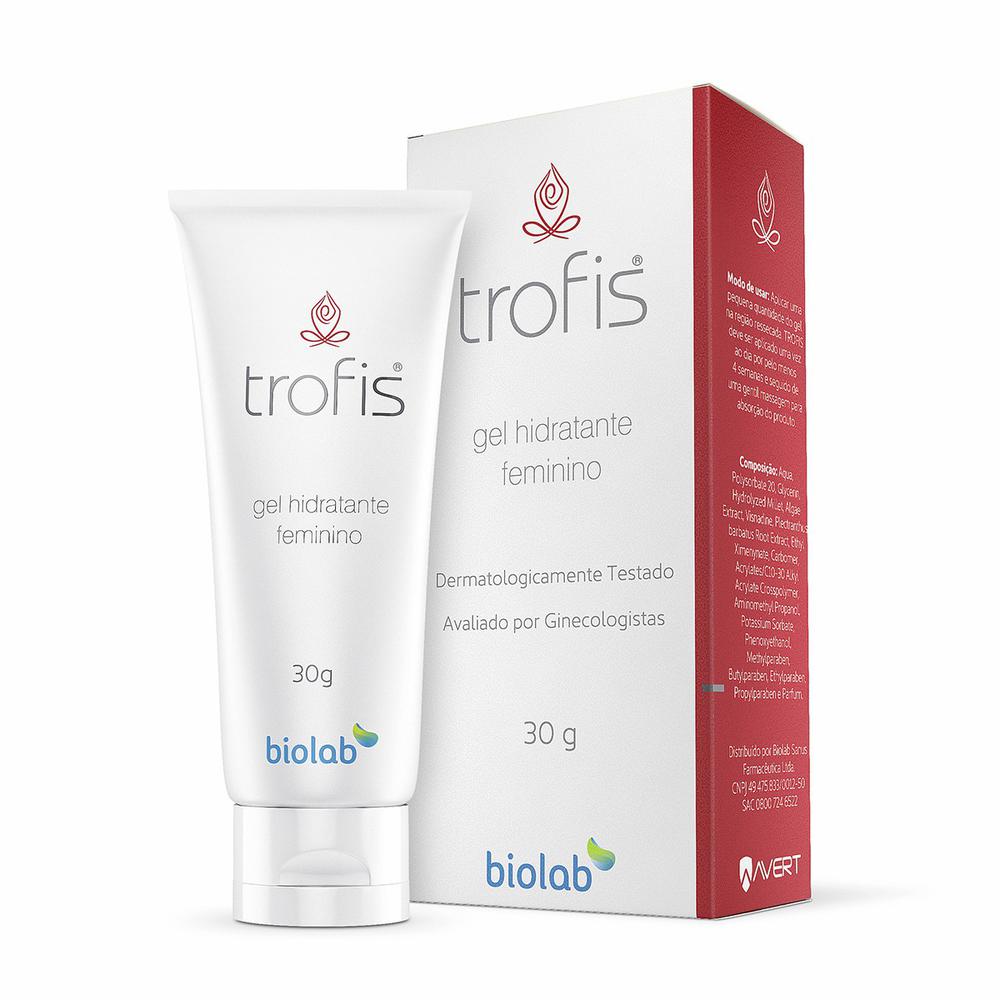 trofis®
gel hidratante
feminino
30g
biolab
trofis®
gel hidratante
feminino
Dermatologicamente Testado
Avaliado por Ginecologistas
30 g
biolab
Modo de usar: Aplicar uma
pequena quantidade do gel
na região ressecada. TROFIS
deve ser aplicado uma vez
ao dia por pelo menos
4 semanas e seguido de
uma gentil massagem para
absorção do produto.
Composição: Aqua,
Polysorbate 20, Glycerin,
Hydrolyzed Millet, Algae
Extract, Visnadine, Plectranthus
barbatus Root Extract, Ethyl
Ximenynate, Carbomer,
Acrylates/C10-30 Alkyl
Acrylate Crosspolymer,
Aminomethyl Propanol,
Potassium Sorbate,
Phenoxyethanol,
Methylparaben,
Butylparaben, Ethylparaben,
Propylparaben e Parfum.
Distribuído por Biolab Sanus
Farmacêutica Ltda.
CNPJ 49.475.833/0012-50
SAC 0800 724 6522
AVERT